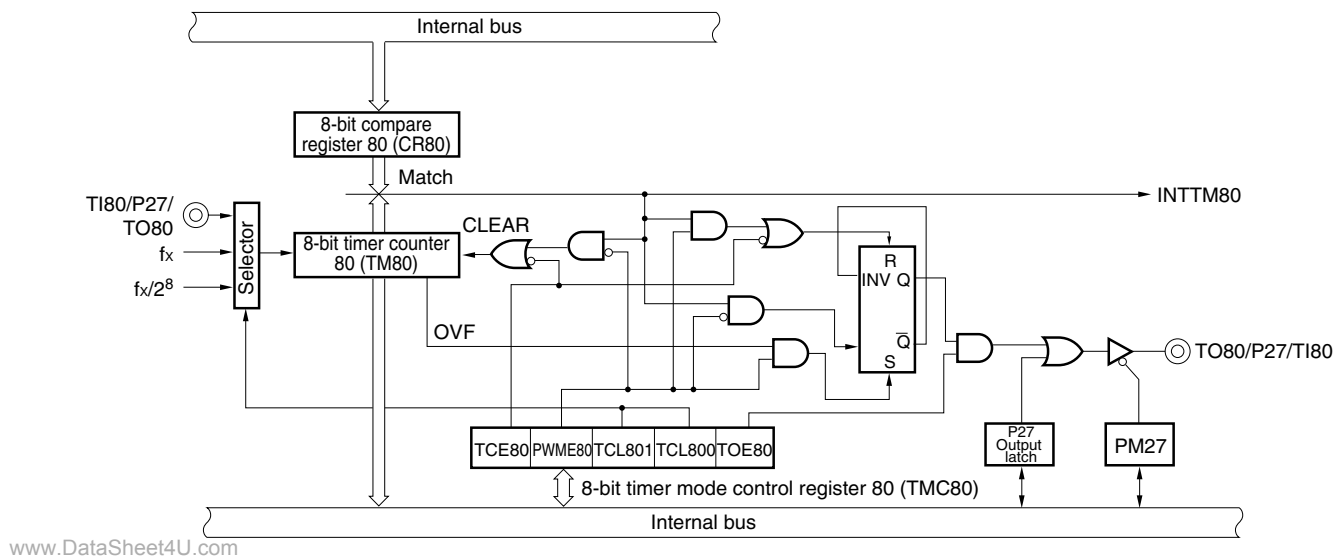 Internal bus
8-bit compare
register 80 (CR80)
Match
INTTM80
TI80/P27/
TO80
fx
fx/2⁸
Selector
8-bit timer counter
80 (TM80)
CLEAR
OVF
R
INV Q
Q̅
S
TO80/P27/TI80
TCE80 PWME80 TCL801 TCL800 TOE80
P27
Output
latch
PM27
8-bit timer mode control register 80 (TMC80)
Internal bus
www.DataSheet4U.com